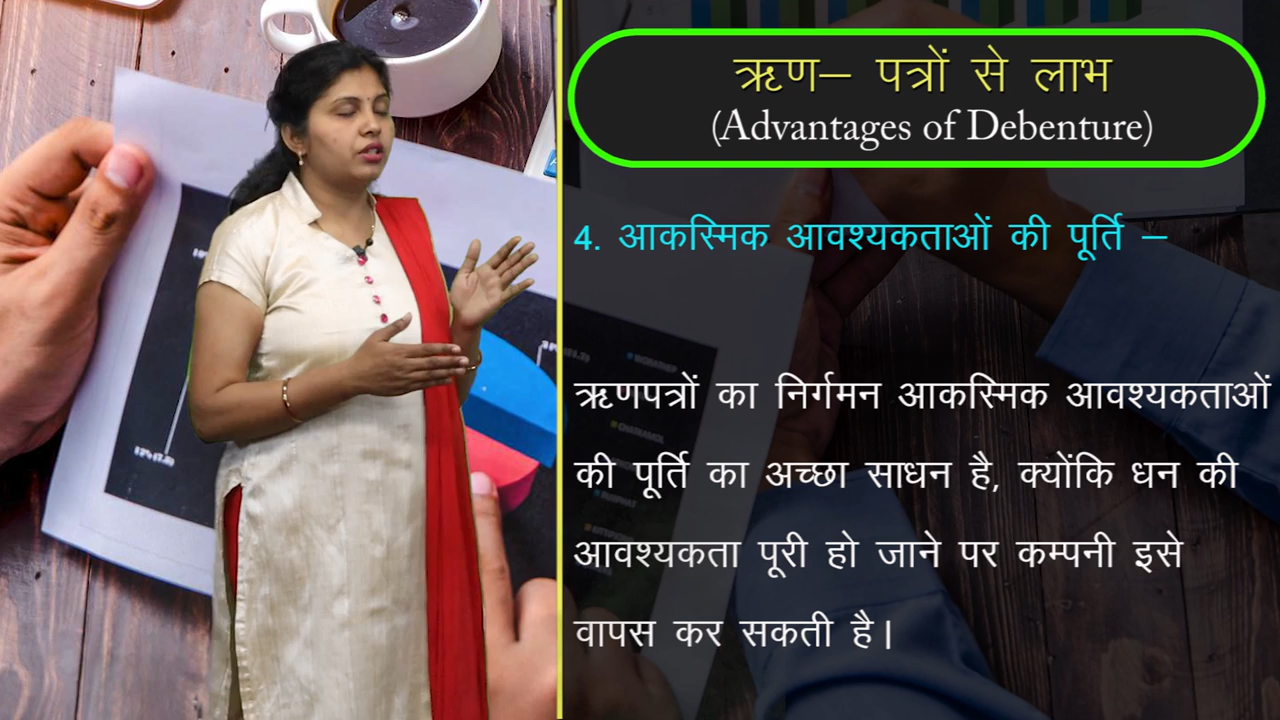 ऋण– पत्रों से लाभ
(Advantages of Debenture)
4. आकस्मिक आवश्यकताओं की पूर्ति –
ऋणपत्रों का निर्गमन आकस्मिक आवश्यकताओं
की पूर्ति का अच्छा साधन है, क्योंकि धन की
आवश्यकता पूरी हो जाने पर कम्पनी इसे
वापस कर सकती है।